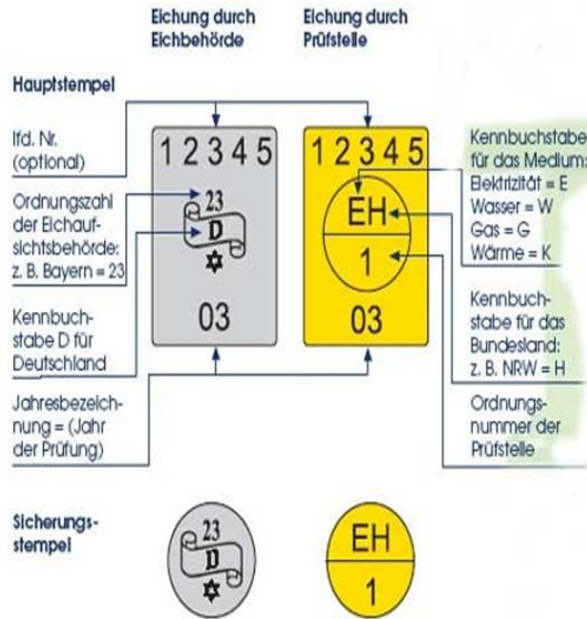 Eichung durch
Eichbehörde
Eichung durch
Prüfstelle
Hauptstempel
lfd. Nr.
(optional)
Ordnungszahl
der Eichauf-
sichtsbehörde:
z. B. Bayern = 23
Kennbuch-
stabe D für
Deutschland
Jahresbezeich-
nung = (Jahr
der Prüfung)
1 2 3 4 5
23
D
03
1 2 3 4 5
EH
1
03
Kennbuchstabe
für das Medium:
Elektrizität = E
Wasser = W
Gas = G
Wärme = K
Kennbuch-
stabe für das
Bundesland:
z. B. NRW = H
Ordnungs-
nummer der
Prüfstelle
Sicherungs-
stempel
23
D
EH
1